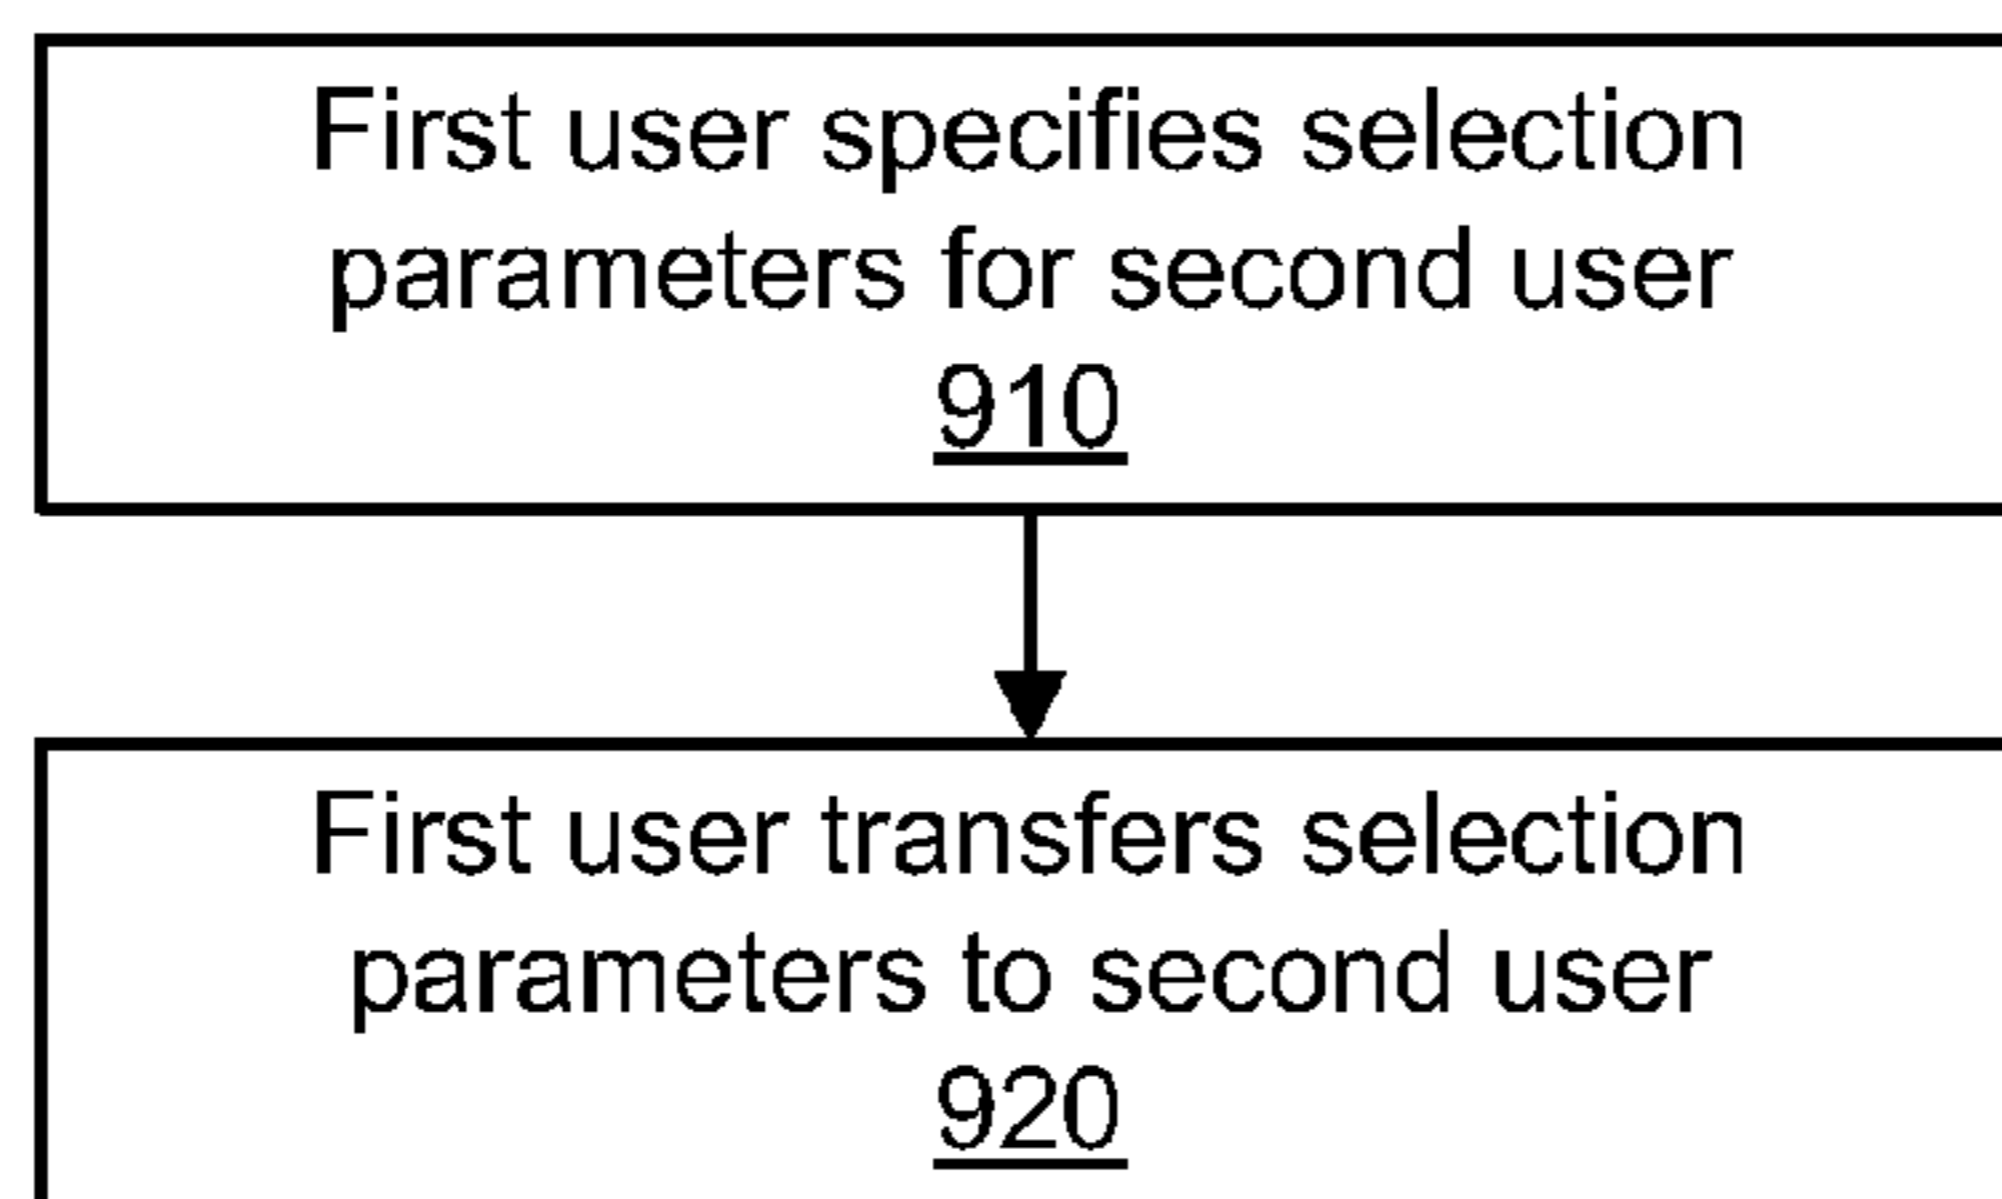 First user specifies selection
parameters for second user
910
First user transfers selection
parameters to second user
920